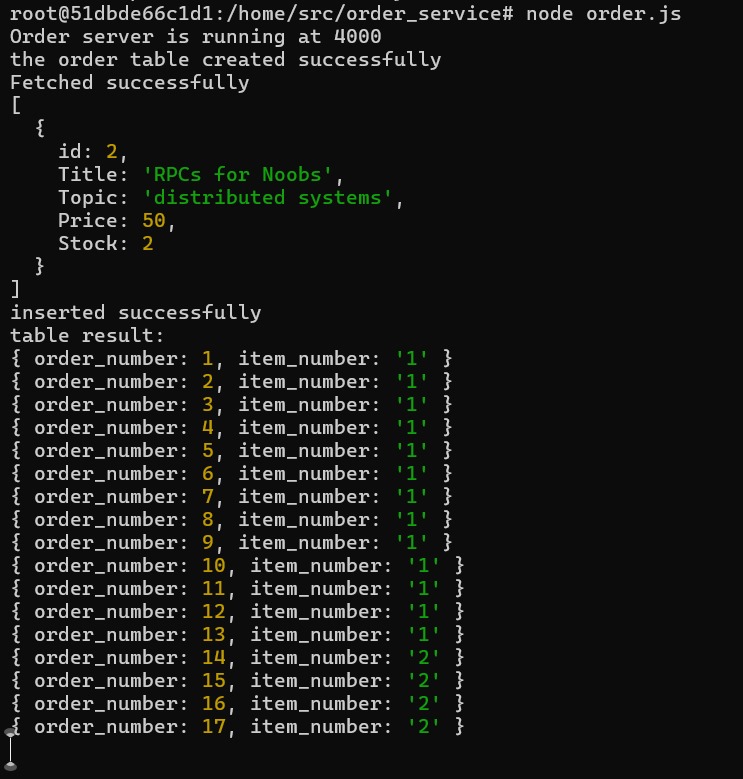 root@51dbde66c1d1:/home/src/order_service# node order.js
Order server is running at 4000
the order table created successfully
Fetched successfully
[
  {
    id: 2,
    Title: 'RPCs for Noobs',
    Topic: 'distributed systems',
    Price: 50,
    Stock: 2
  }
]
inserted successfully
table result:
{ order_number: 1, item_number: '1' }
{ order_number: 2, item_number: '1' }
{ order_number: 3, item_number: '1' }
{ order_number: 4, item_number: '1' }
{ order_number: 5, item_number: '1' }
{ order_number: 6, item_number: '1' }
{ order_number: 7, item_number: '1' }
{ order_number: 8, item_number: '1' }
{ order_number: 9, item_number: '1' }
{ order_number: 10, item_number: '1' }
{ order_number: 11, item_number: '1' }
{ order_number: 12, item_number: '1' }
{ order_number: 13, item_number: '1' }
{ order_number: 14, item_number: '2' }
{ order_number: 15, item_number: '2' }
{ order_number: 16, item_number: '2' }
{ order_number: 17, item_number: '2' }